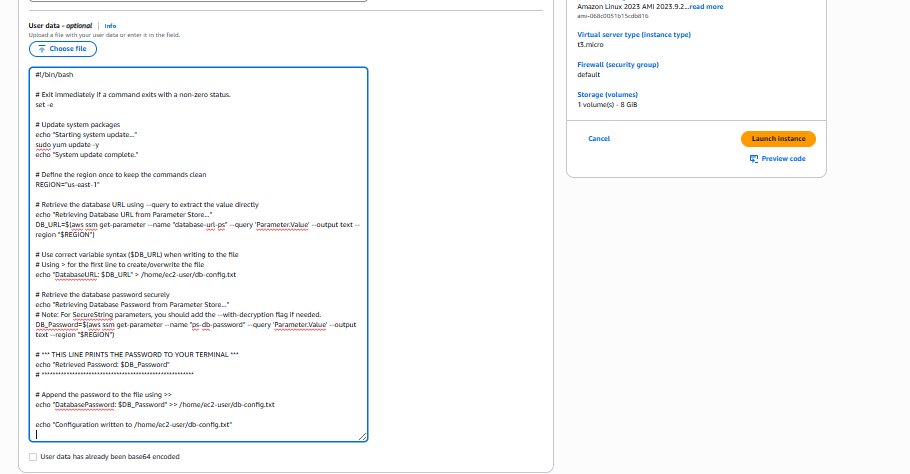 User data - optional | Info
Upload a file with your user data or enter it in the field.
Choose file
#!/bin/bash
# Exit immediately if a command exits with a non-zero status.
set -e
# Update system packages
echo "Starting system update..."
sudo yum update -y
echo "System update complete."
# Define the region once to keep the commands clean
REGION="us-east-1"
# Retrieve the database URL using --query to extract the value directly
echo "Retrieving Database URL from Parameter Store..."
DB_URL=$(aws ssm get-parameter --name "database-url-ps" --query 'Parameter.Value' --output text --
region "$REGION")
# Use correct variable syntax ($DB_URL) when writing to the file
# Using > for the first line to create/overwrite the file
echo "DatabaseURL: $DB_URL" > /home/ec2-user/db-config.txt
# Retrieve the database password securely
echo "Retrieving Database Password from Parameter Store..."
# Note: For SecureString parameters, you should add the --with-decryption flag if needed.
DB_Password=$(aws ssm get-parameter --name "ps-db-password" --query 'Parameter.Value' --output
text --region "$REGION")
# *** THIS LINE PRINTS THE PASSWORD TO YOUR TERMINAL ***
echo "Retrieved Password: $DB_Password"
# ******************************************************
# Append the password to the file using >>
echo "DatabasePassword: $DB_Password" >> /home/ec2-user/db-config.txt
echo "Configuration written to /home/ec2-user/db-config.txt"
User data has already been base64 encoded
Amazon Linux 2023 AMI 2023.9.2...read more
ami-068c0051b15cdb816
Virtual server type (instance type)
t3.micro
Firewall (security group)
default
Storage (volumes)
1 volume(s) - 8 GiB
Cancel
Launch instance
Preview code